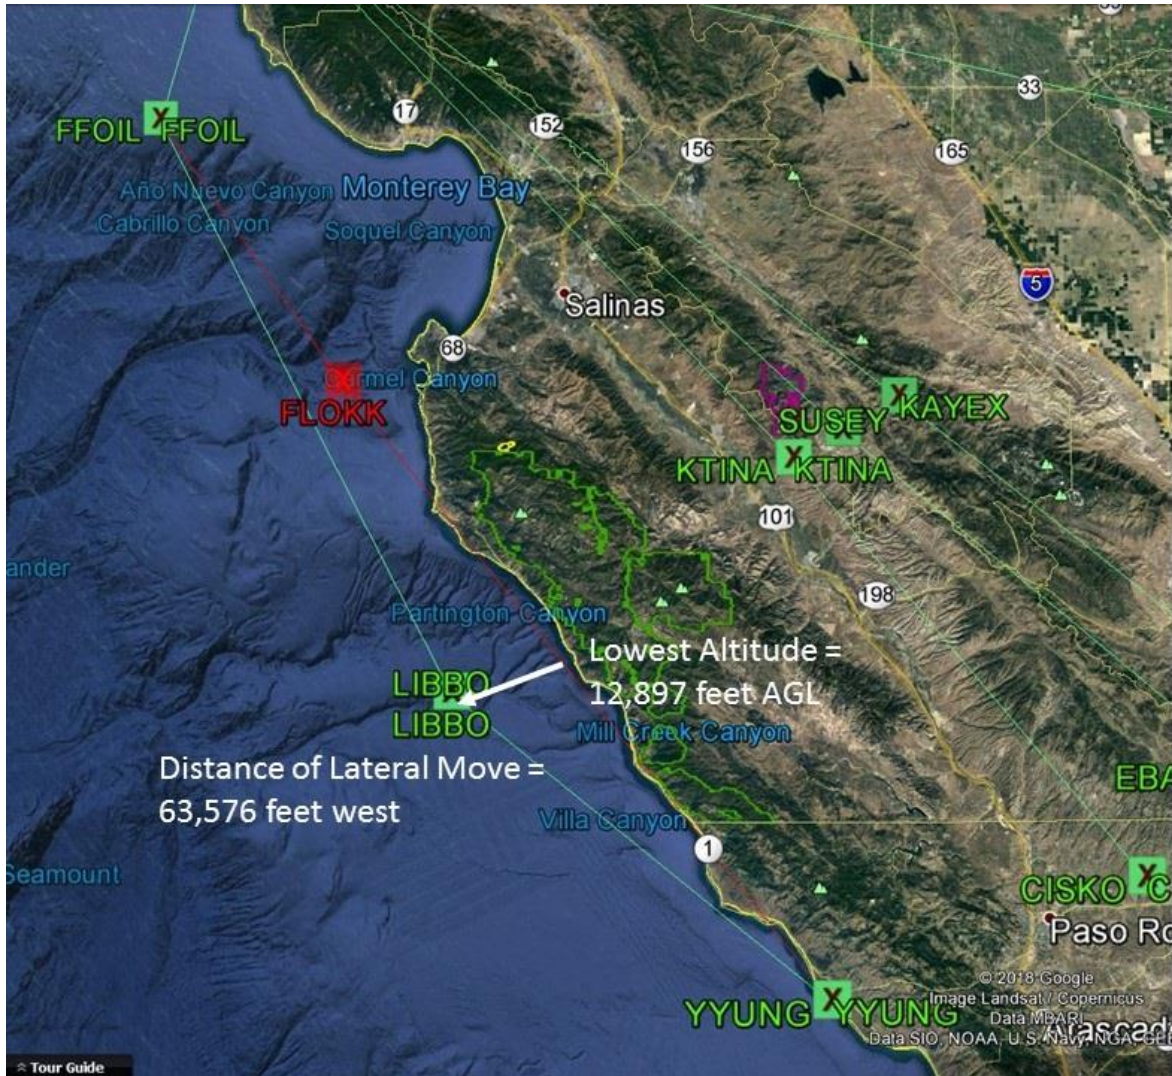 17
152
33
156
165
FFOIL FFOIL
Año Nuevo Canyon
Monterey Bay
Cabrillo Canyon
Soquel Canyon
5
Salinas
68
FLOKK
KAYEX
SUSEY
KTINA KTINA
101
198
ander
Partington Canyon
Lowest Altitude =
12,897 feet AGL
LIBBO
LIBBO
Mill Creek Canyon
Distance of Lateral Move =
63,576 feet west
EBA
Villa Canyon
1
Seamount
CISKO C
Paso Ro
© 2018 Google
YYUNG YYUNG
Image Landsat / Copernicus
Data MBARI
Data SIO, NOAA, U.S. Navy, NGA,
Tour Guide